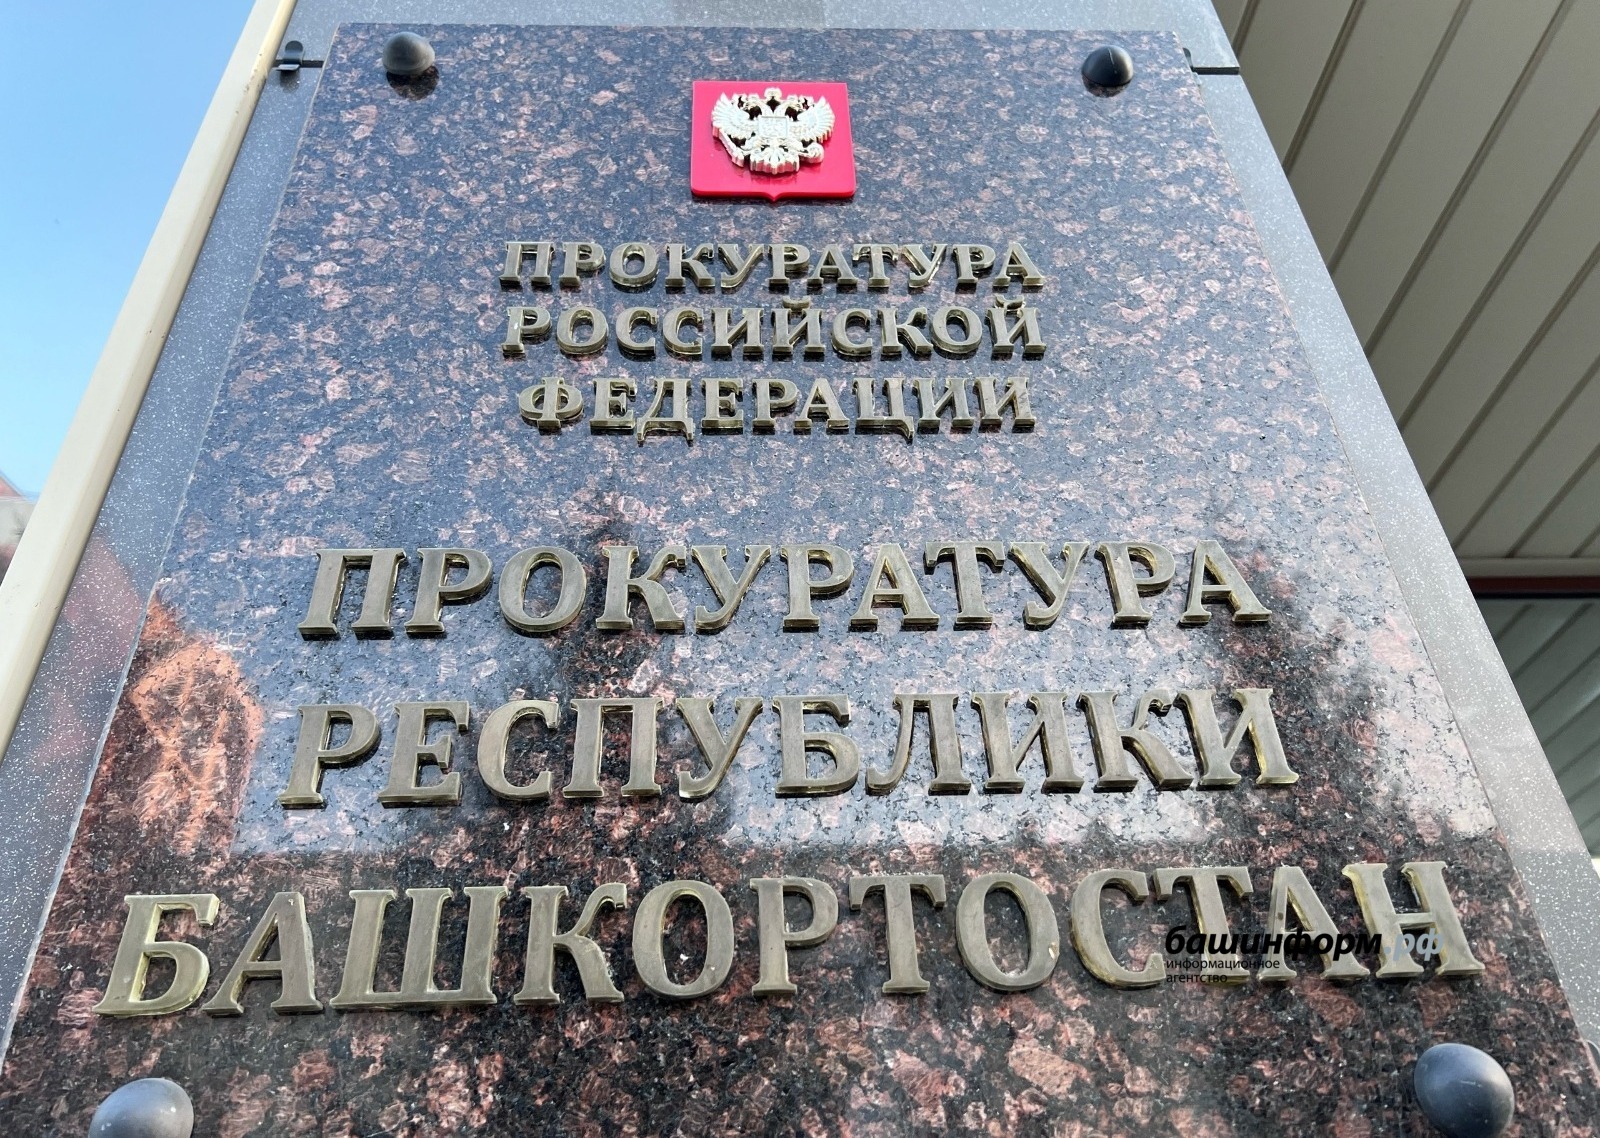 ПРОКУРАТУРА
РОССИЙСКОЙ
ФЕДЕРАЦИИ
ПРОКУРАТУРА
РЕСПУБЛИКИ
БАШКОРТОСТАН
башинформ.рф
информационное
агентство